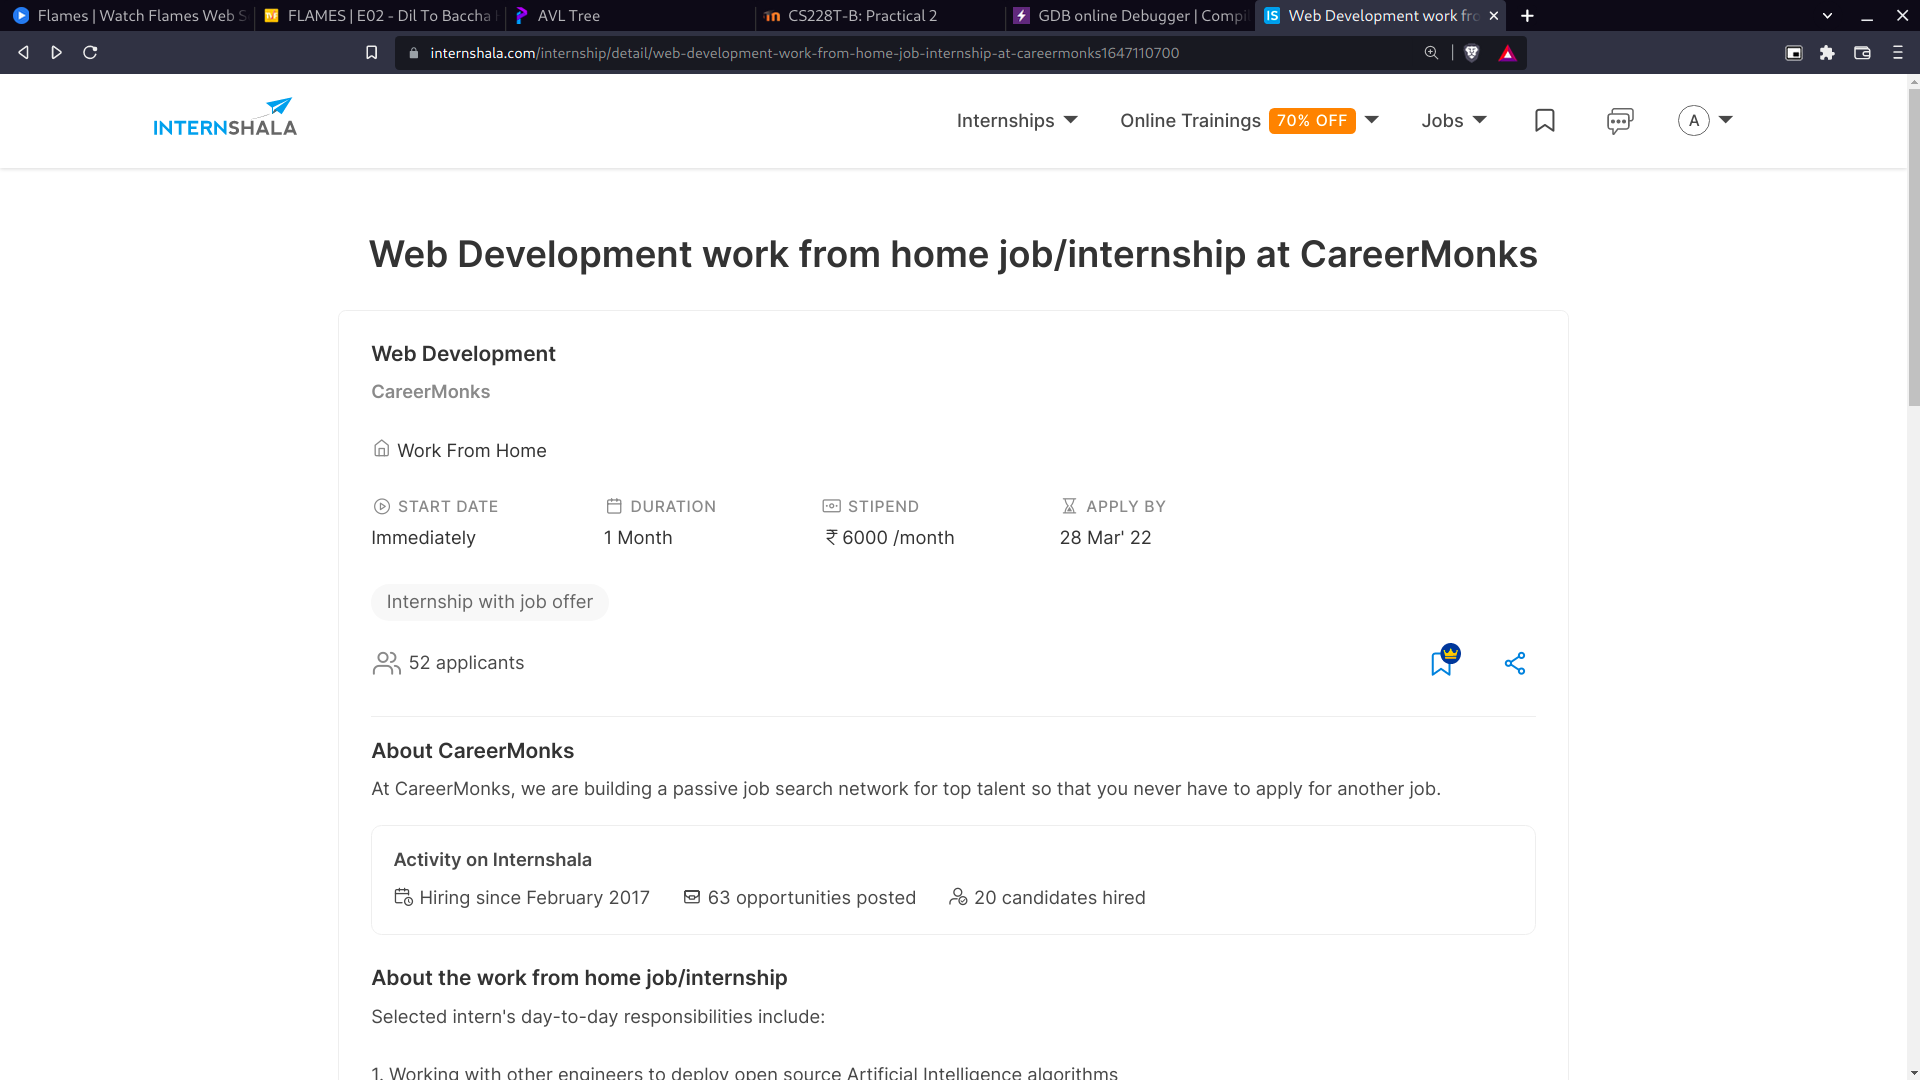 Flames | Watch Flames Web S
FLAMES | E02 - Dil To Baccha H
AVL Tree
CS228T-B: Practical 2
GDB online Debugger | Compil
Web Development work fro
internshala.com/internship/detail/web-development-work-from-home-job-internship-at-careermonks1647110700
INTERNSHALA
Internships
Online Trainings
70% OFF
Jobs
A
Web Development work from home job/internship at CareerMonks
Web Development
CareerMonks
Work From Home
START DATE
DURATION
STIPEND
APPLY BY
Immediately
1 Month
₹ 6000 /month
28 Mar' 22
Internship with job offer
52 applicants
About CareerMonks
At CareerMonks, we are building a passive job search network for top talent so that you never have to apply for another job.
Activity on Internshala
Hiring since February 2017
63 opportunities posted
20 candidates hired
About the work from home job/internship
Selected intern's day-to-day responsibilities include:
1. Working with other engineers to deploy open source Artificial Intelligence algorithms